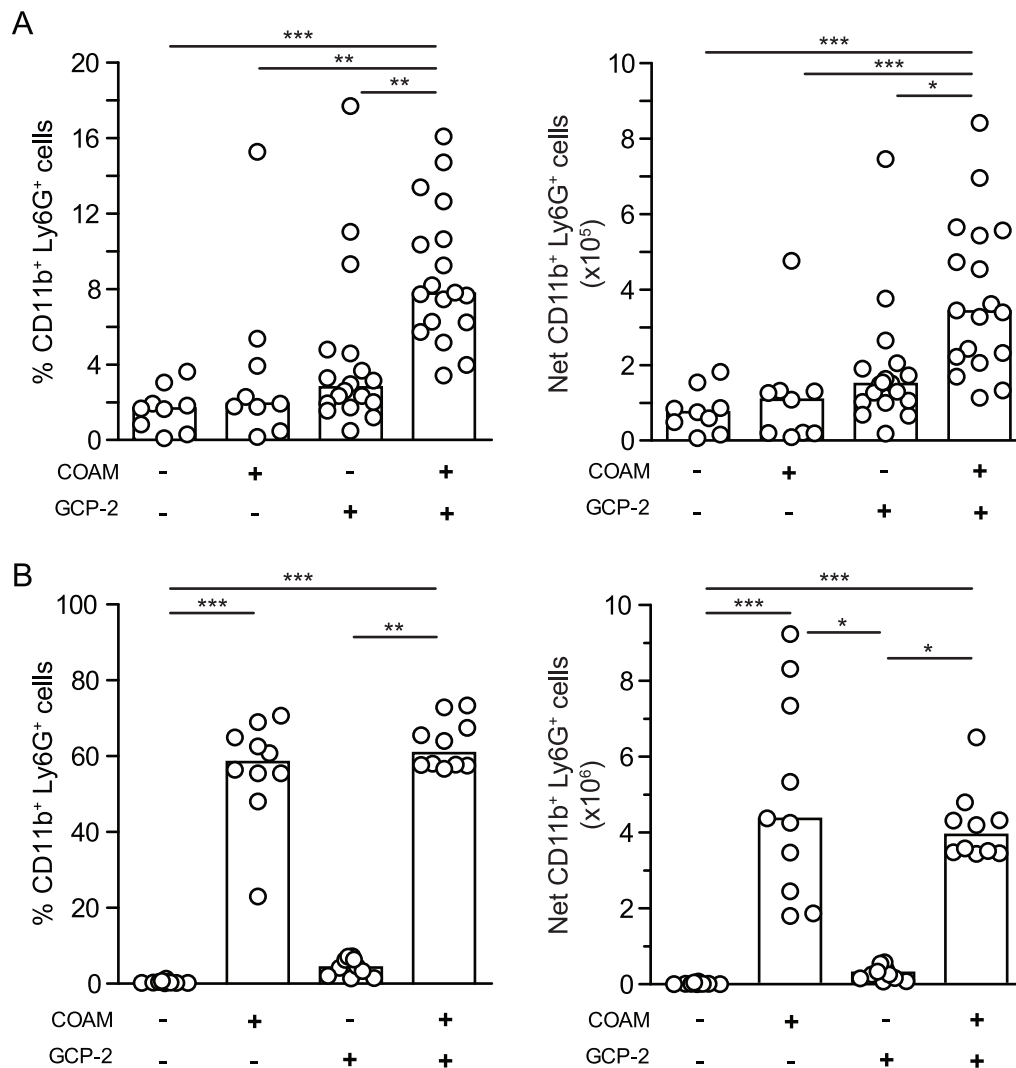 A
***
**
**
20
16
12
8
4
0
% CD11b⁺ Ly6G⁺ cells
COAM - + - +
GCP-2 - - + +
***
***
*
10
8
6
4
2
0
Net CD11b⁺ Ly6G⁺ cells
(x10⁵)
COAM - + - +
GCP-2 - - + +
B
***
***
**
100
80
60
40
20
0
% CD11b⁺ Ly6G⁺ cells
COAM - + - +
GCP-2 - - + +
***
***
*
*
10
8
6
4
2
0
Net CD11b⁺ Ly6G⁺ cells
(x10⁶)
COAM - + - +
GCP-2 - - + +